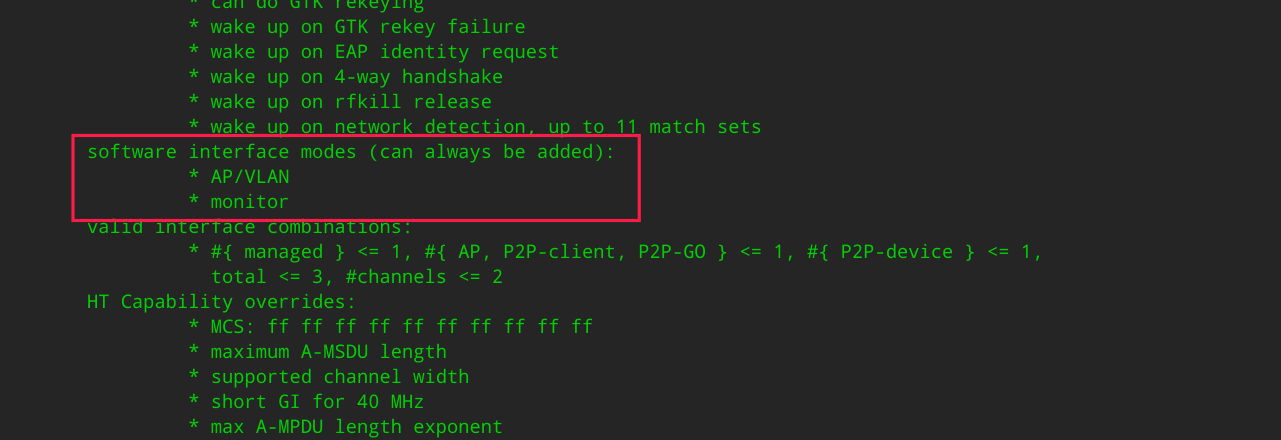 * can do GTK rekeying
* wake up on GTK rekey failure
* wake up on EAP identity request
* wake up on 4-way handshake
* wake up on rfkill release
* wake up on network detection, up to 11 match sets
software interface modes (can always be added):
* AP/VLAN
* monitor
valid interface combinations:
* #{ managed } <= 1, #{ AP, P2P-client, P2P-GO } <= 1, #{ P2P-device } <= 1,
total <= 3, #channels <= 2
HT Capability overrides:
* MCS: ff ff ff ff ff ff ff ff ff ff
* maximum A-MSDU length
* supported channel width
* short GI for 40 MHz
* max A-MPDU length exponent